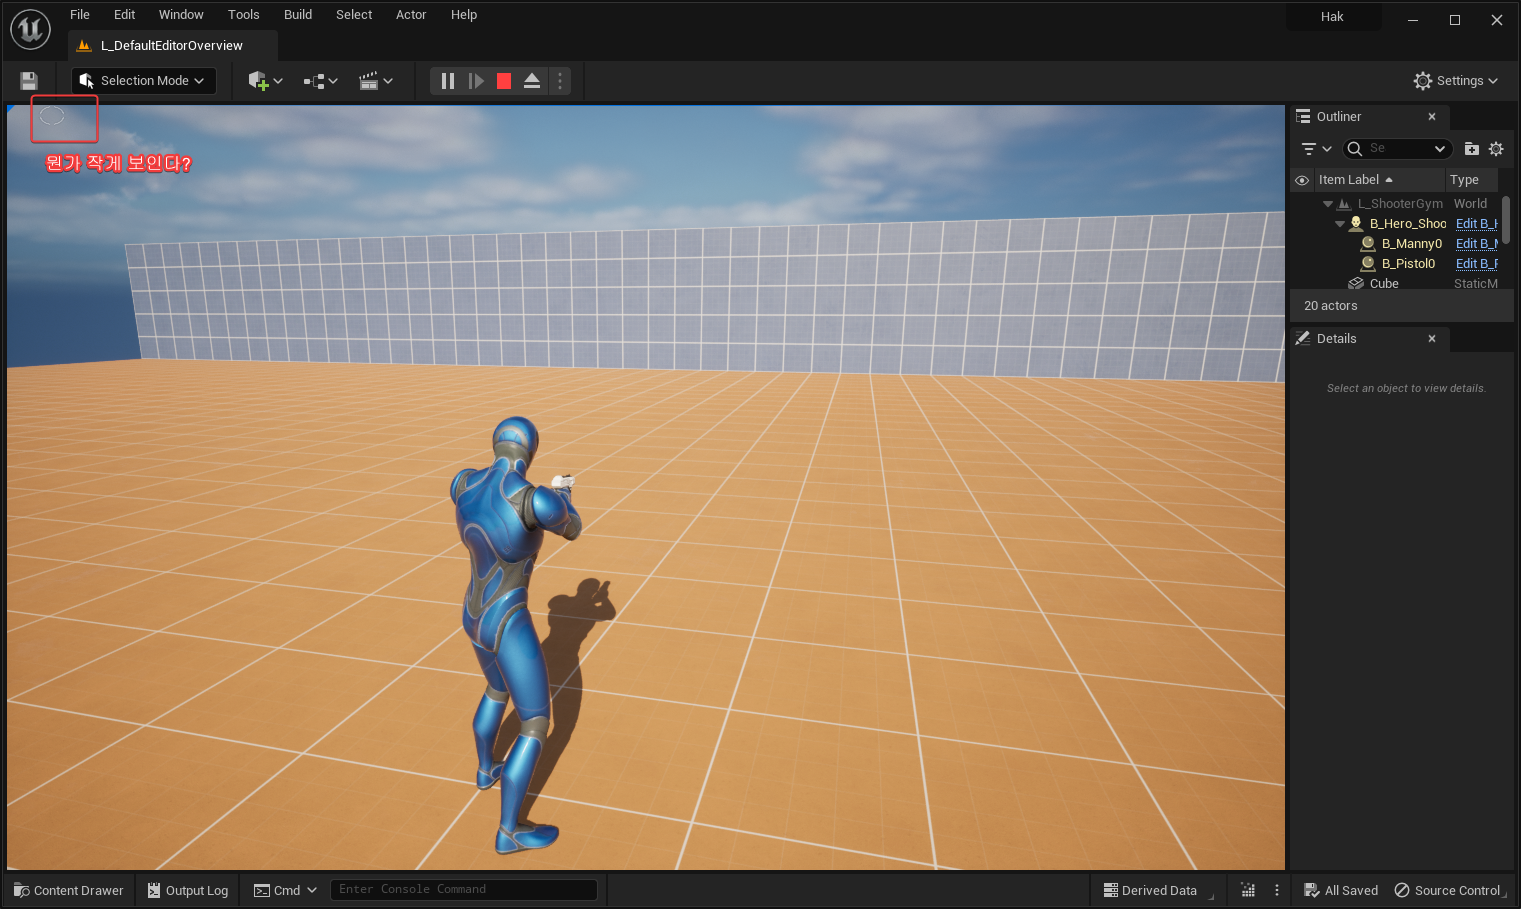 File Edit Window Tools Build Select Actor Help
Hak
L_DefaultEditorOverview
Selection Mode
Settings
뭔가 작게 보인다?
Outliner
Se
Item Label Type
L_ShooterGym World
B_Hero_Shoo Edit B_H
B_Manny0 Edit B_M
B_Pistol0 Edit B_P
Cube StaticM
20 actors
Details
Select an object to view details.
Content Drawer Output Log Cmd Enter Console Command Derived Data All Saved Source Control